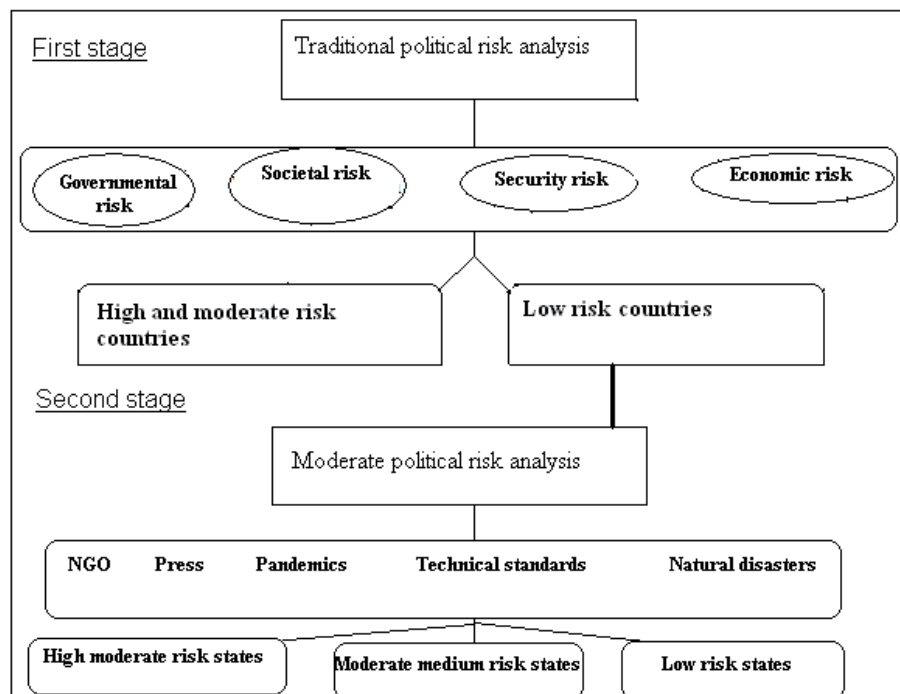 First stage
Traditional political risk analysis
Governmental
risk
Societal risk
Security risk
Economic risk
High and moderate risk
countries
Low risk countries
Second stage
Moderate political risk analysis
NGO Press Pandemics Technical standards Natural disasters
High moderate risk states
Moderate medium risk states
Low risk states